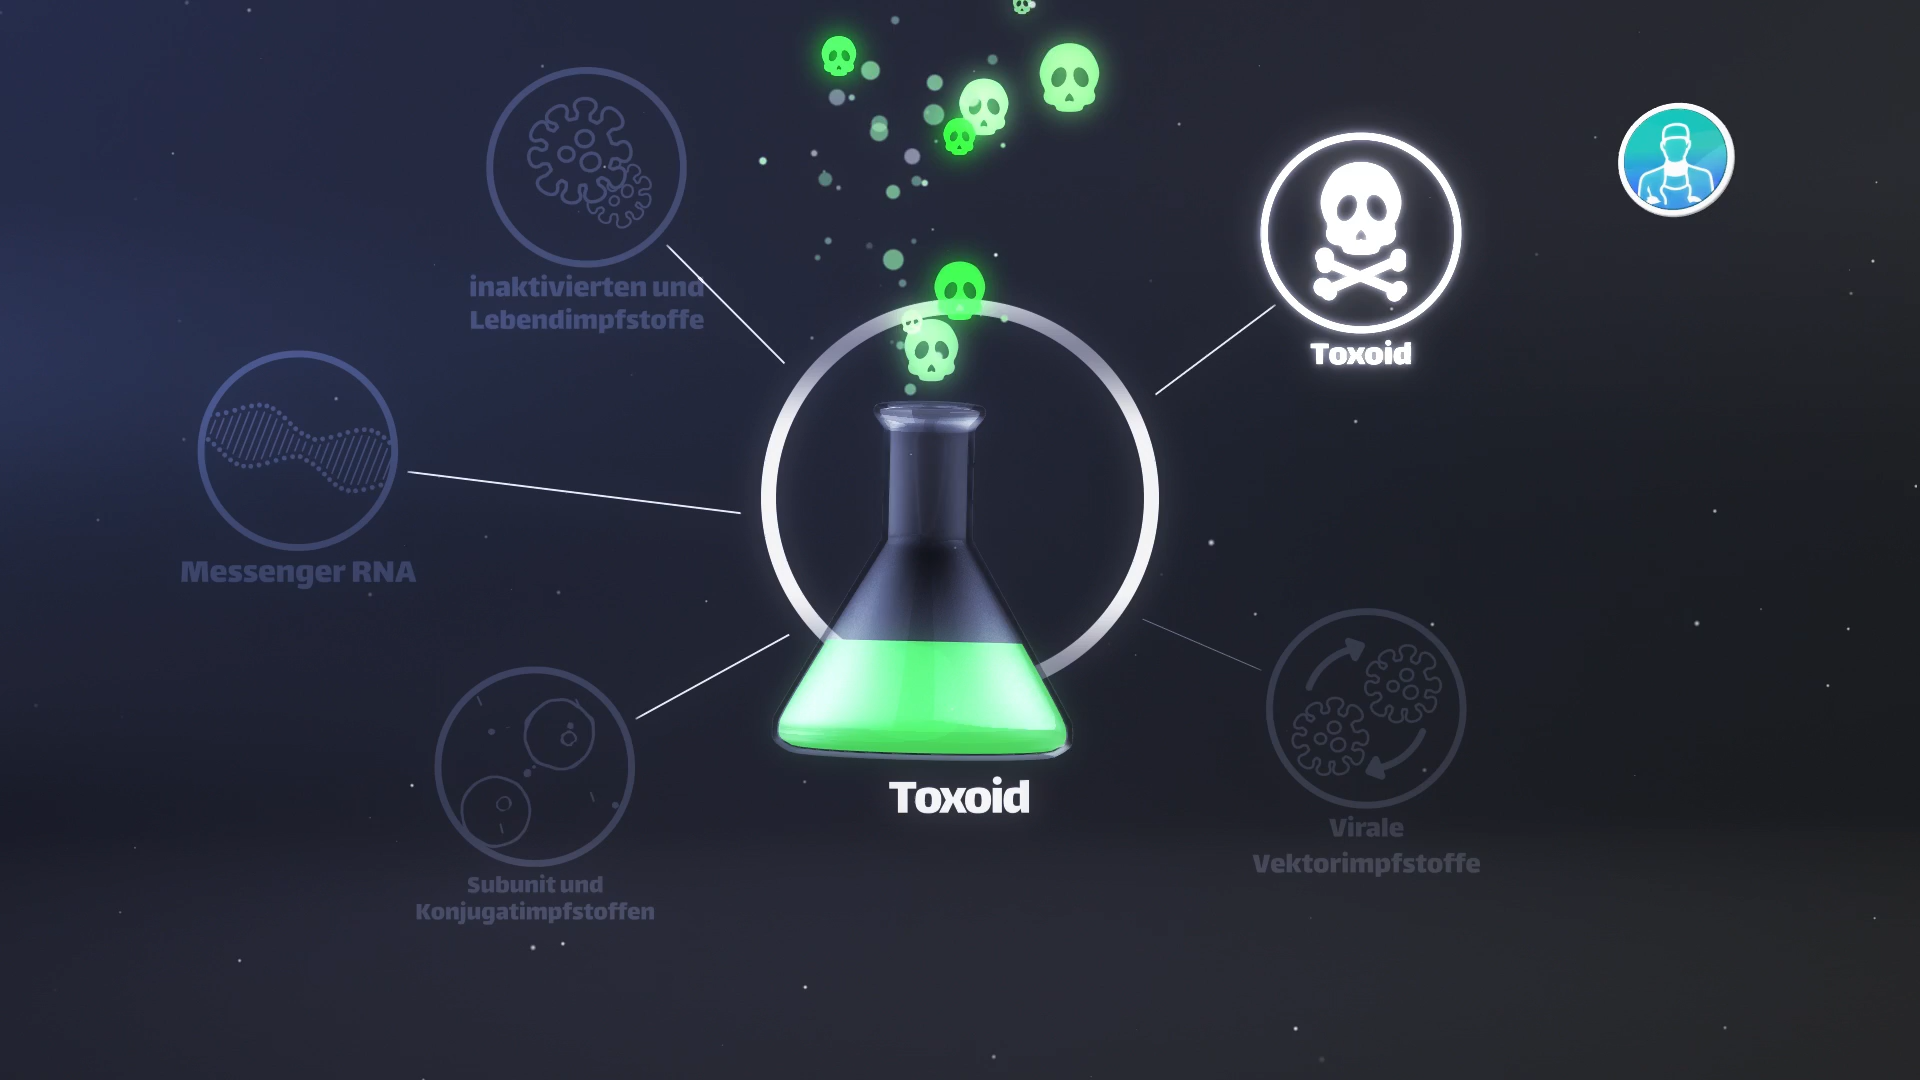 inaktivierten und
Lebendimpfstoffe
Toxoid
Messenger RNA
Toxoid
Virale
Vektorimpfstoffe
Subunit und
Konjugatimpfstoffen